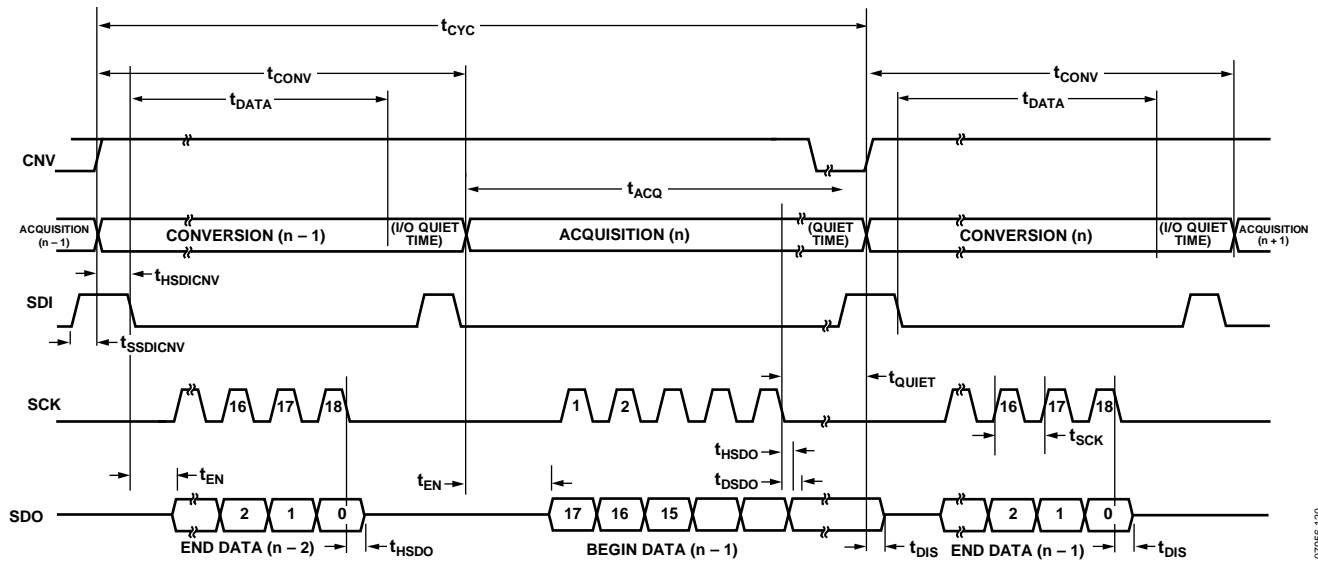 tCYC
tCONV tCONV
tDATA tDATA
CNV
tACQ
ACQUISITION (n – 1) CONVERSION (n – 1) (I/O QUIET TIME) ACQUISITION (n) (QUIET TIME) CONVERSION (n) (I/O QUIET TIME) ACQUISITION (n + 1)
tHSDICNV
SDI
tSSDICNV
tQUIET
SCK 16 17 18 1 2 16 17 18
tSCK
tHSDO
tEN tEN tDSDO
SDO 2 1 0 17 16 15 2 1 0
END DATA (n – 2) tHSDO BEGIN DATA (n – 1) tDIS END DATA (n – 1) tDIS
07956-120